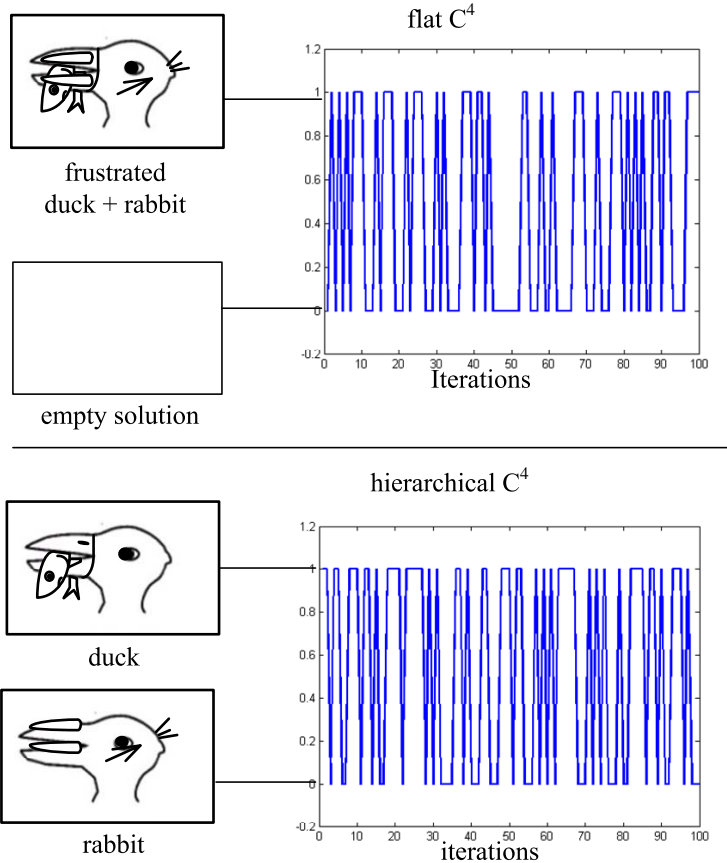 flat C⁴
1.2
1
0.8
0.6
0.4
0.2
0
-0.2
0 10 20 30 40 50 60 70 80 90 100
Iterations
frustrated
duck + rabbit
empty solution
hierarchical C⁴
1.2
1
0.8
0.6
0.4
0.2
0
-0.2
0 10 20 30 40 50 60 70 80 90 100
iterations
duck
rabbit